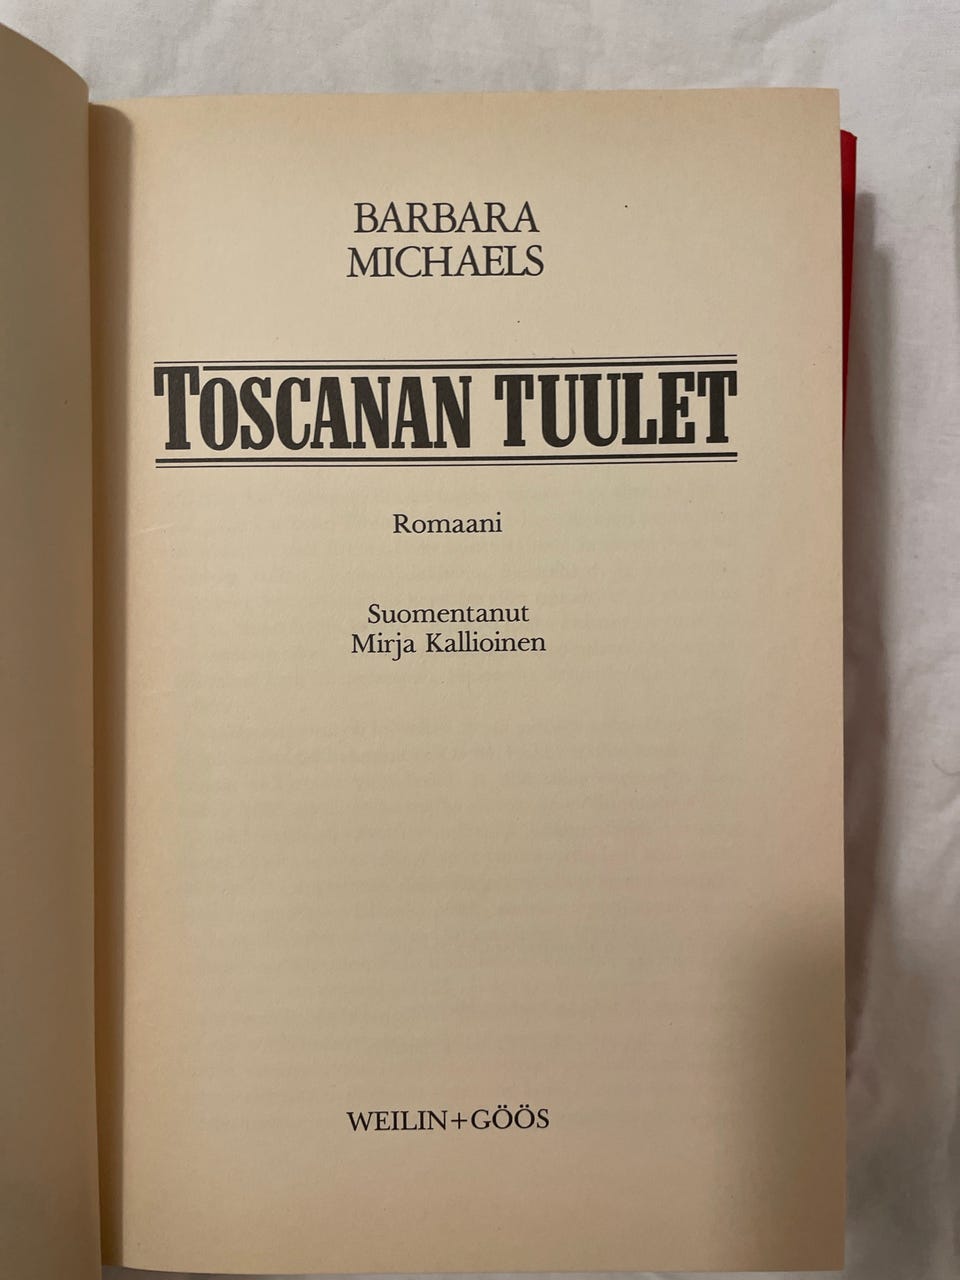 BARBARA
MICHAELS
TOSCANAN TUULET
Romaani
Suomentanut
Mirja Kallioinen
WEILIN+GÖÖS